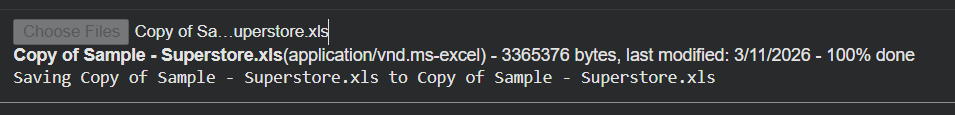 Choose Files Copy of Sa...uperstore.xls
Copy of Sample - Superstore.xls(application/vnd.ms-excel) - 3365376 bytes, last modified: 3/11/2026 - 100% done
Saving Copy of Sample - Superstore.xls to Copy of Sample - Superstore.xls